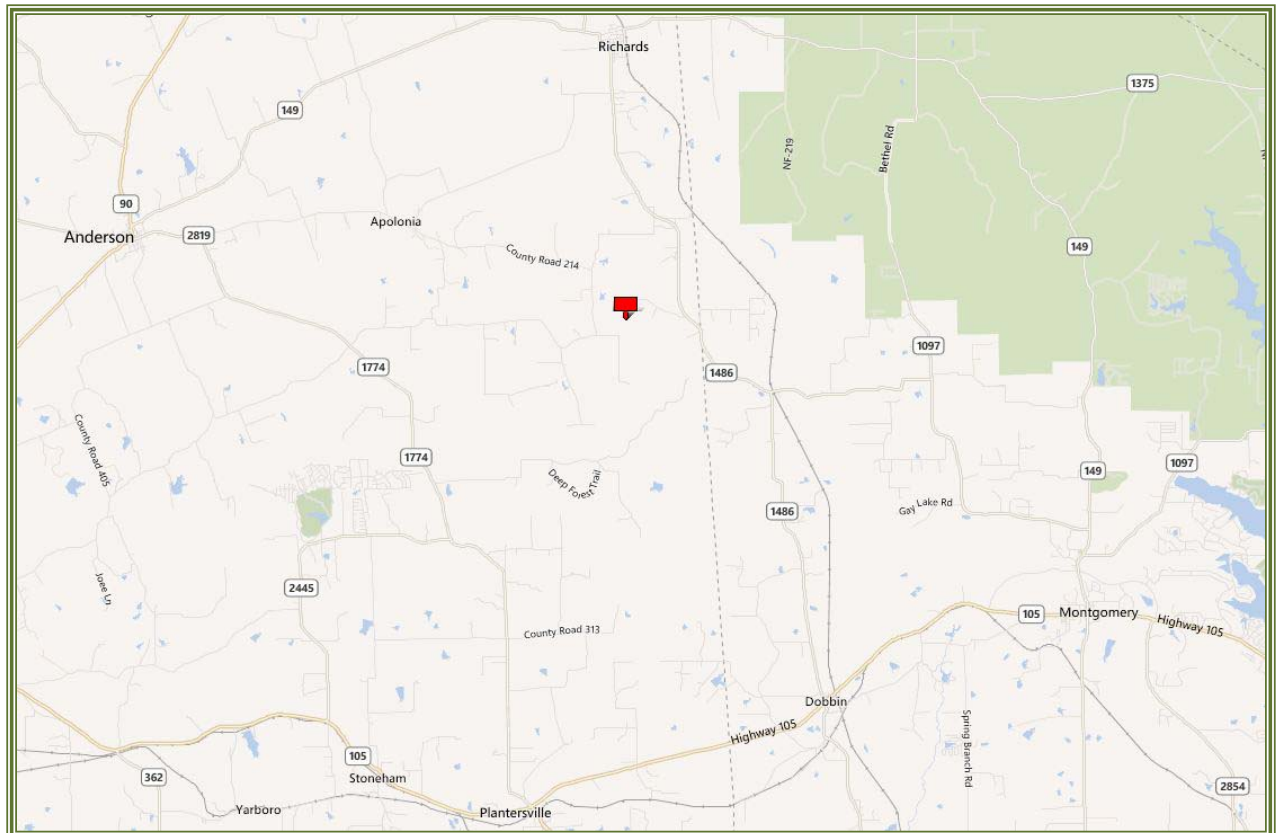 Richards
1375
149
NF-219
Bethel Rd
90
Apolonia
Anderson
2819
149
County Road 214
1097
1774
1486
County Road 405
1774
149
1097
Deep Forest Trail
1486
Gay Lake Rd
Joee Ln
2445
105
Montgomery
Highway 105
County Road 313
Dobbin
Highway 105
Spring Branch Rd
105
362
Stoneham
2854
Yarboro
Plantersville